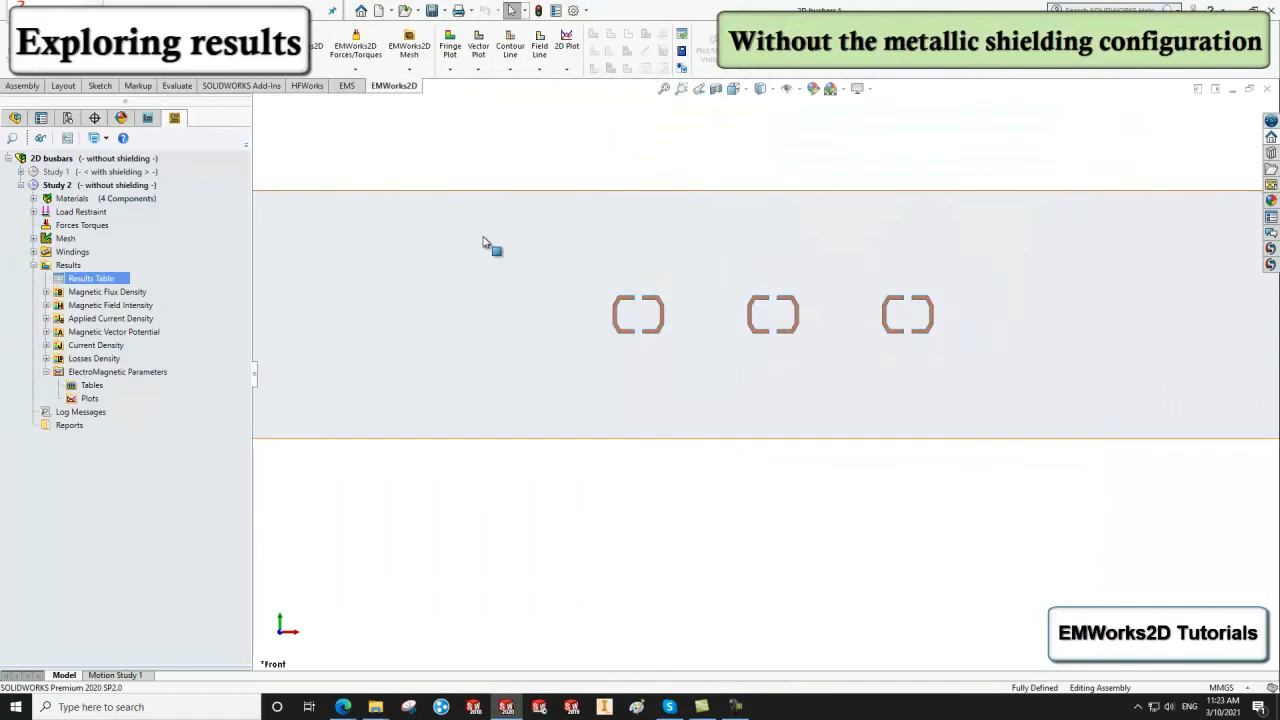 Exploring results
Without the metallic shielding configuration
EMWorks2D
Forces/Torques
EMWorks2D
Mesh
Fringe
Plot
Vector
Plot
Contour
Line
Field
Line
2D Plot
Assembly
Layout
Sketch
Markup
Evaluate
SOLIDWORKS Add-Ins
HFWorks
EMS
EMWorks2D
2D busbars (- without shielding -)
Study 1 (- < with shielding > -)
Study 2 (- without shielding -)
Materials (4 Components)
Load Restraint
Forces Torques
Mesh
Windings
Results
Results Table
Magnetic Flux Density
Magnetic Field Intensity
Applied Current Density
Magnetic Vector Potential
Current Density
Losses Density
ElectroMagnetic Parameters
Tables
Plots
Log Messages
Reports
EMWorks2D Tutorials
*Front
Model
Motion Study 1
SOLIDWORKS Premium 2020 SP2.0
Fully Defined
Editing Assembly
MMGS
Type here to search
11:23 AM
3/10/2021